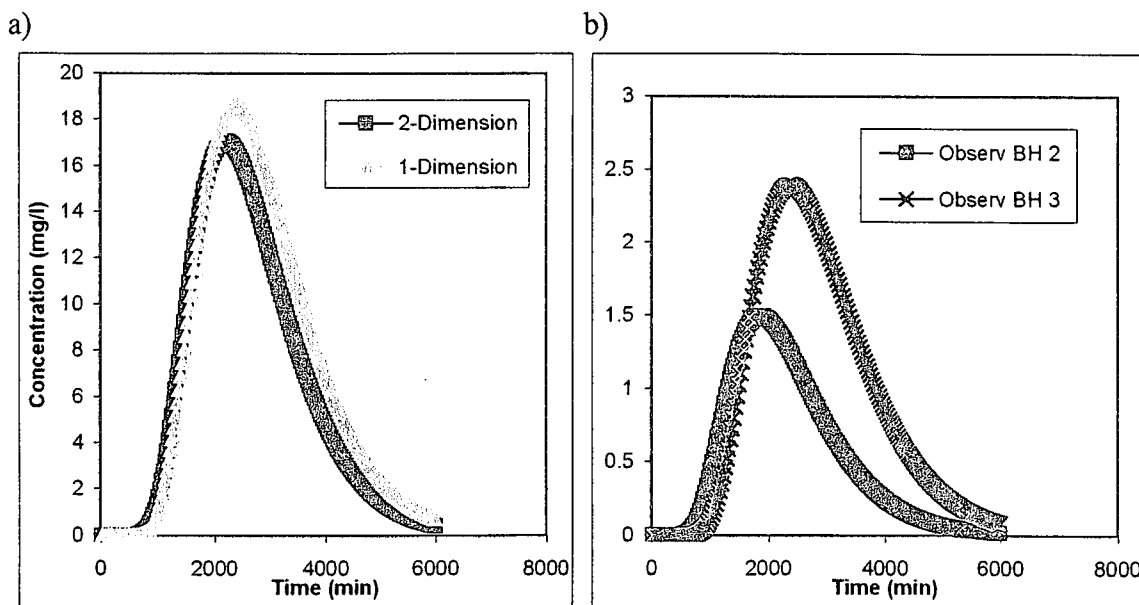 a)
20
18
16
14
12
10
8
6
4
2
0
Concentration (mg/l)
2-Dimension
1-Dimension
0 2000 4000 6000 8000
Time (min)
b)
3
2.5
2
1.5
1
0.5
0
Observ BH 2
Observ BH 3
0 2000 4000 6000 8000
Time (min)